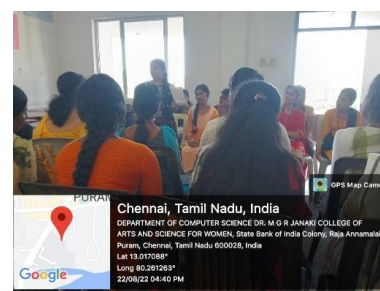 GPS Map Came
PURAM
Google
Chennai, Tamil Nadu, India
DEPARTMENT OF COMPUTER SCIENCE DR. M G R JANAKI COLLEGE OF
ARTS AND SCIENCE FOR WOMEN, State Bank of India Colony, Raja Annamalai
Puram, Chennai, Tamil Nadu 600028, India
Lat 13.017088°
Long 80.261263°
22/08/22 04:40 PM